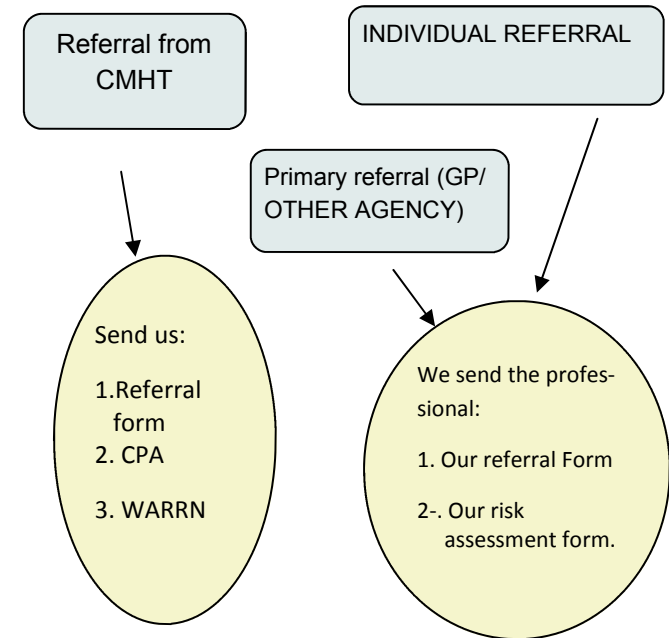 Referral from
CMHT
INDIVIDUAL REFERRAL
Primary referral (GP/
OTHER AGENCY)
Send us:
1.Referral
form
2. CPA
3. WARRN
We send the profes-
sional:
1. Our referral Form
2-. Our risk
assessment form.